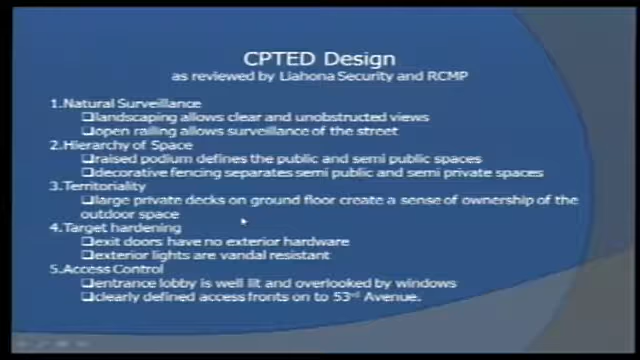 CPTED Design
as reviewed by Liahona Security and RCMP
1.Natural Surveillance
❑landscaping allows clear and unobstructed views
❑open railing allows surveillance of the street
2.Hierarchy of Space
❑raised podium defines the public and semi public spaces
❑decorative fencing separates semi public and semi private spaces
3.Territoriality
❑large private decks on ground floor create a sense of ownership of the
outdoor space
4.Target hardening
❑exit doors have no exterior hardware
❑exterior lights are vandal resistant
5.Access Control
❑entrance lobby is well lit and overlooked by windows
❑clearly defined access fronts on to 53rd Avenue.